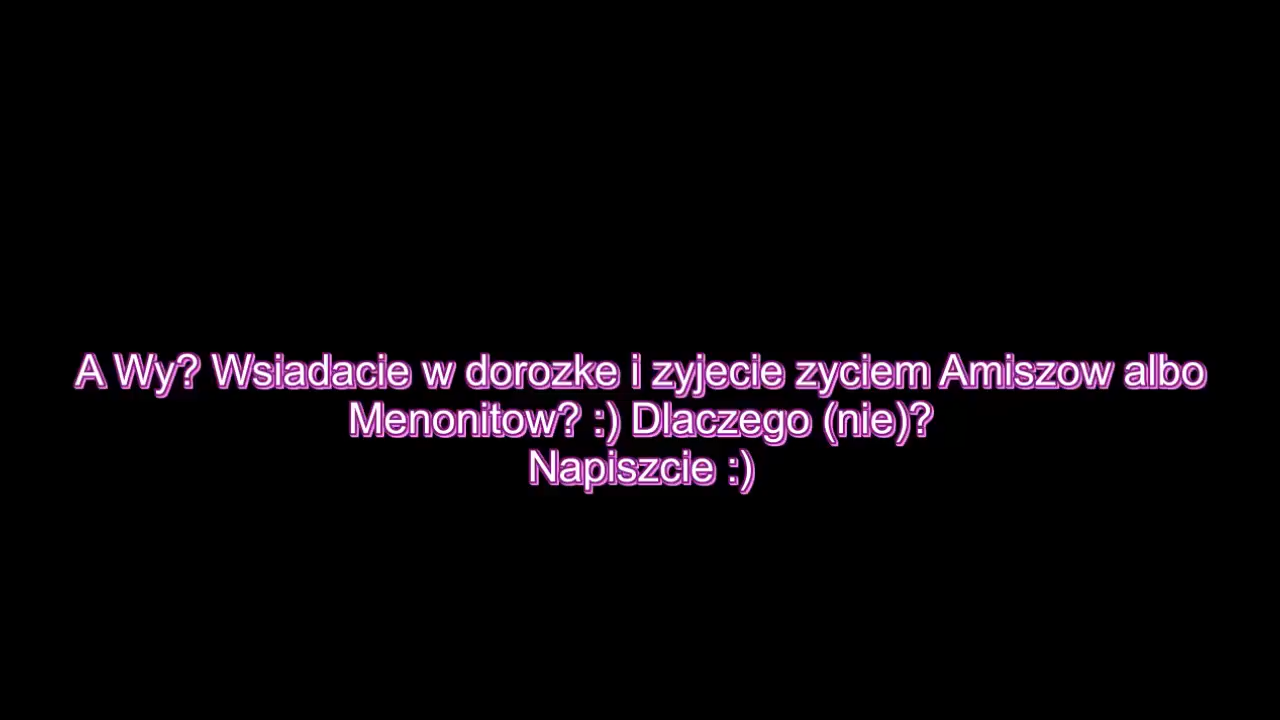 A Wy? Wsiadacie w dorozke i zyjecie zyciem Amiszow albo
Menonitow? :) Dlaczego (nie)?
Napiszcie :)